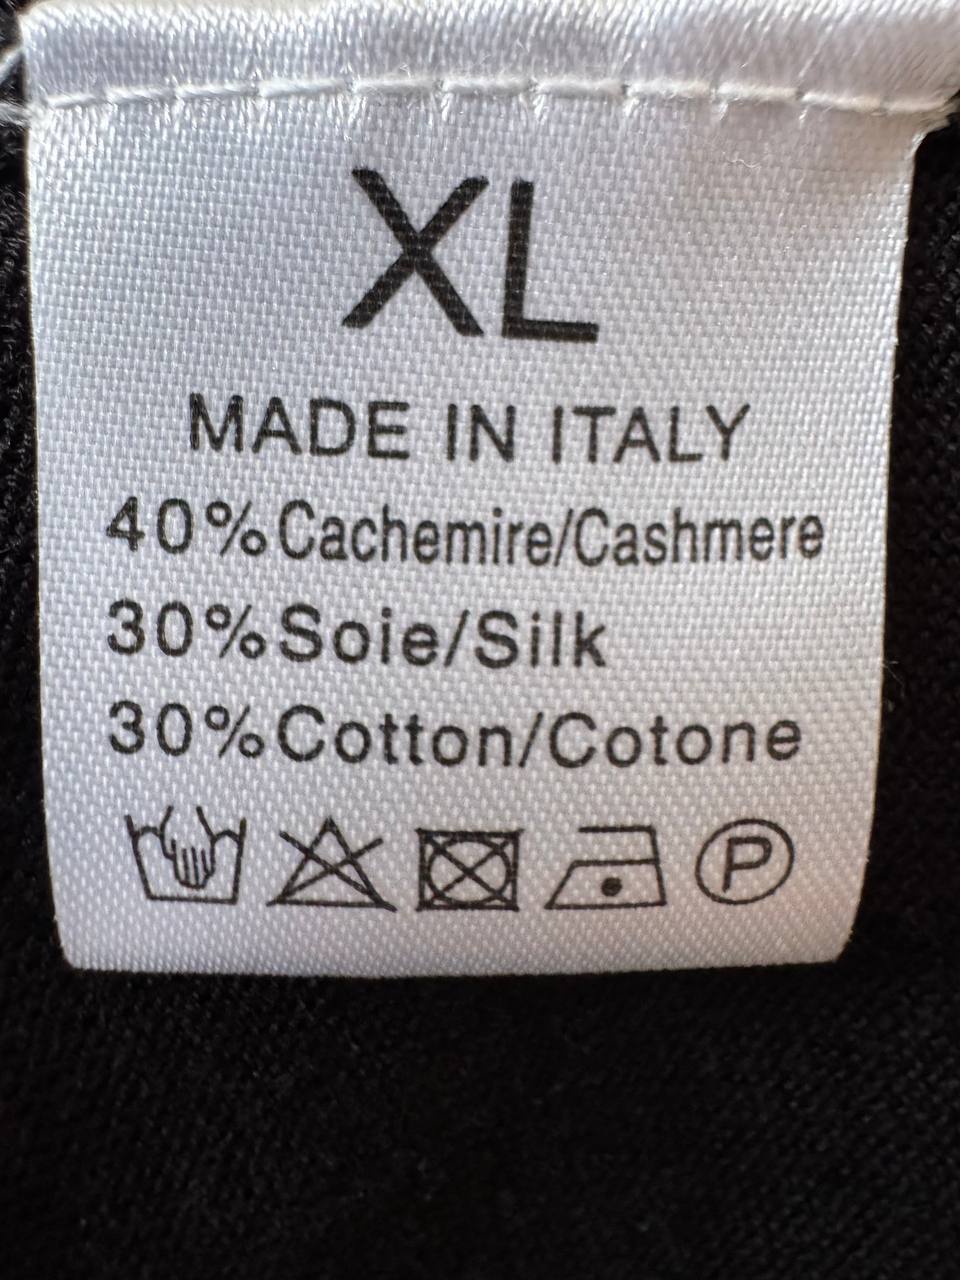 XL
MADE IN ITALY
40%Cachemire/Cashmere
30%Soie/Silk
30%Cotton/Cotone
P